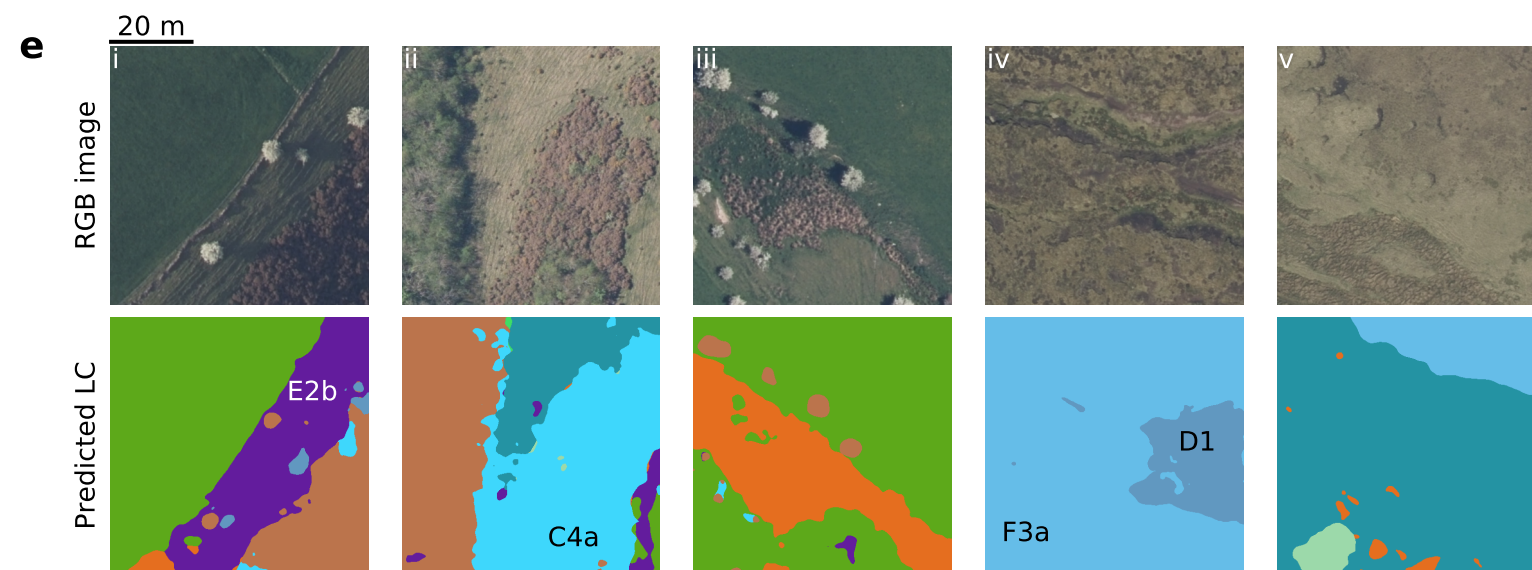 20 m
e
i
ii
iii
iv
v
RGB image
Predicted LC
E2b
C4a
D1
F3a